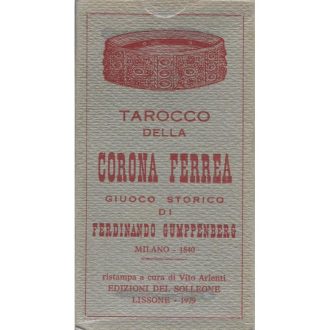 TAROCCO
DELLA
CORONA FERREA
GIUOCO STORICO
DI
FERDINANDO GUMPPENBERG
MILANO - 1840
ristampa a cura di Vito Arienti
EDIZIONI DEL SOLLEONE
LISSONE - 1979